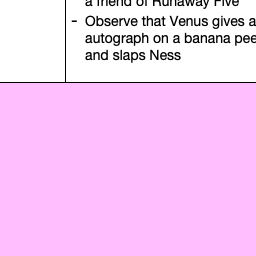 a friend of Runaway Five
- Observe that Venus gives a
autograph on a banana pee
and slaps Ness